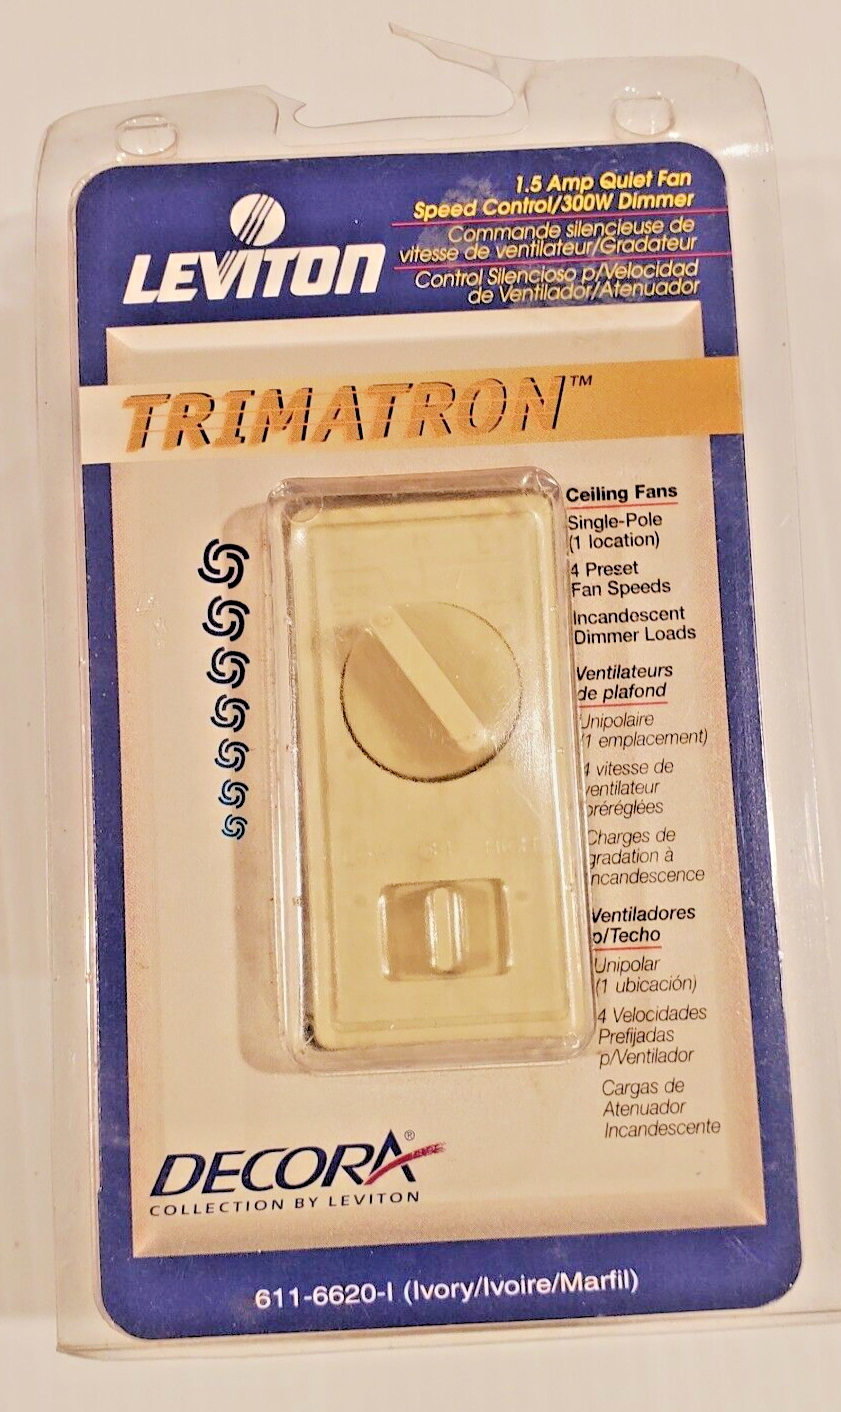 LEVITON
1.5 Amp Quiet Fan
Speed Control/300W Dimmer
Commande silencieuse de
vitesse de ventilateur/Gradateur
Control Silencioso p/Velocidad
de Ventilador/Atenuador
TRIMATRON™
Ceiling Fans
Single-Pole
(1 location)
4 Preset
Fan Speeds
Incandescent
Dimmer Loads
Ventilateurs
de plafond
Unipolaire
(1 emplacement)
4 vitesse de
ventilateur
préréglées
Charges de
gradation à
incandescence
Ventiladores
p/Techo
Unipolar
(1 ubicación)
4 Velocidades
Prefijadas
p/Ventilador
Cargas de
Atenuador
Incandescente
DECORA®
COLLECTION BY LEVITON
611-6620-I (Ivory/Ivoire/Marfil)